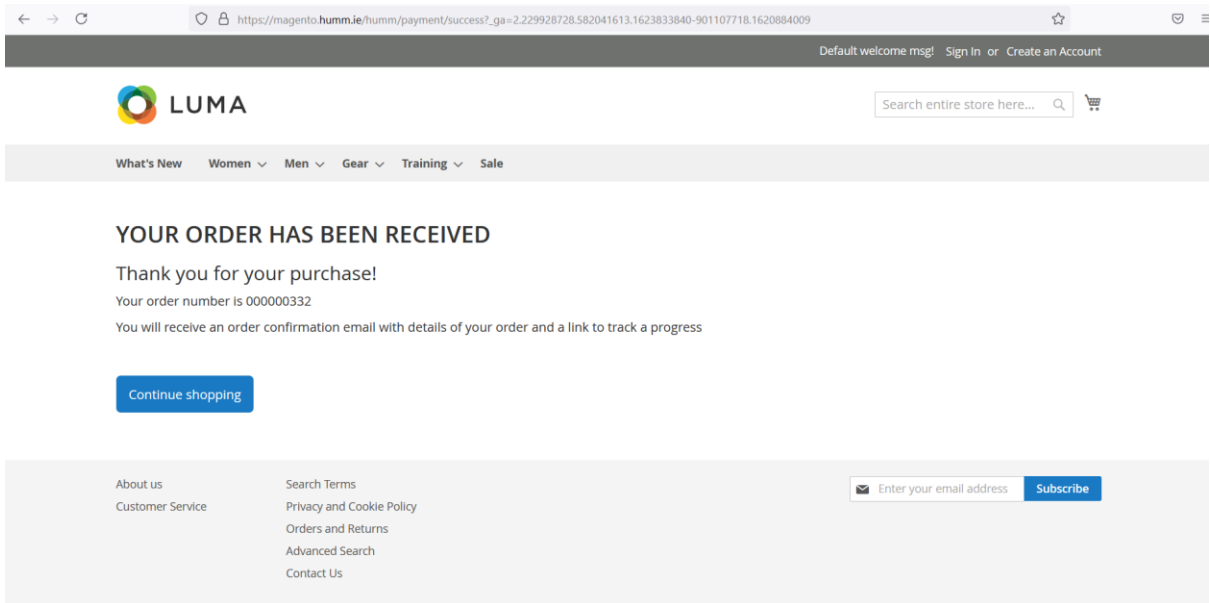 https://magento.humm.ie/humm/payment/success?_ga=2.229928728.582041613.1623833840-901107718.1620884009
Default welcome msg! Sign In or Create an Account
LUMA
Search entire store here...
What's New Women Men Gear Training Sale
YOUR ORDER HAS BEEN RECEIVED
Thank you for your purchase!
Your order number is 000000332
You will receive an order confirmation email with details of your order and a link to track a progress
Continue shopping
About us
Customer Service
Search Terms
Privacy and Cookie Policy
Orders and Returns
Advanced Search
Contact Us
Enter your email address Subscribe